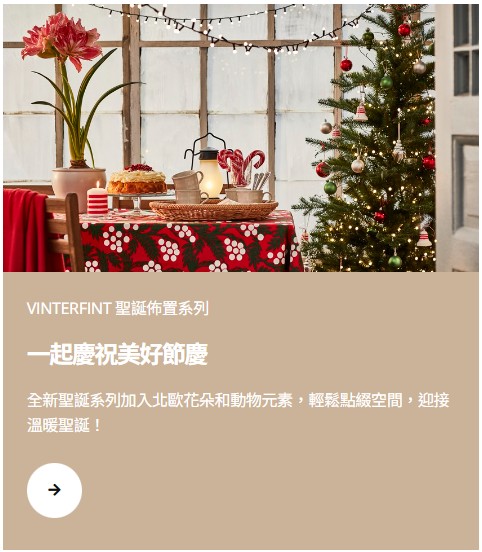 VINTERFINT 聖誕佈置系列
一起慶祝美好節慶
全新聖誕系列加入北歐花朵和動物元素，輕鬆點綴空間，迎接
溫暖聖誕！